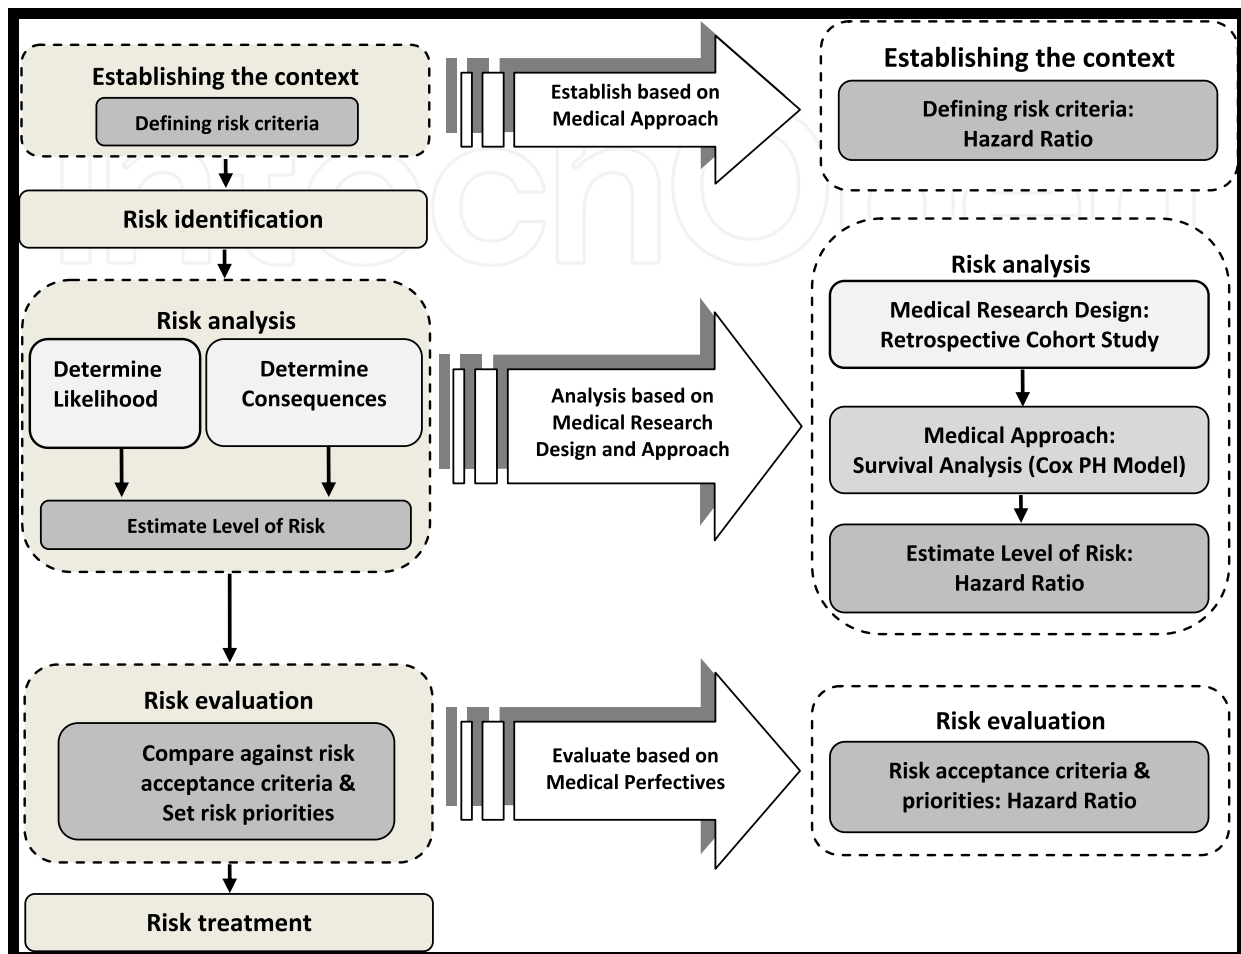 Establishing the context
Defining risk criteria
Risk identification
Risk analysis
Determine
Likelihood
Determine
Consequences
Estimate Level of Risk
Risk evaluation
Compare against risk
acceptance criteria &
Set risk priorities
Risk treatment
Establish based on
Medical Approach
Analysis based on
Medical Research
Design and Approach
Evaluate based on
Medical Perfectives
Establishing the context
Defining risk criteria:
Hazard Ratio
Risk analysis
Medical Research Design:
Retrospective Cohort Study
Medical Approach:
Survival Analysis (Cox PH Model)
Estimate Level of Risk:
Hazard Ratio
Risk evaluation
Risk acceptance criteria &
priorities: Hazard Ratio
intechOpen